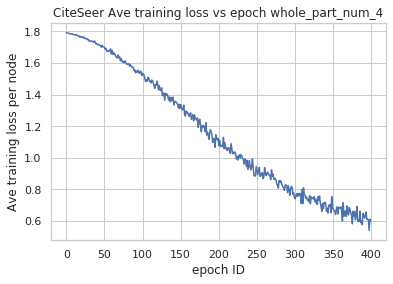 CiteSeer Ave training loss vs epoch whole_part_num_4
Ave training loss per node
1.8
1.6
1.4
1.2
1.0
0.8
0.6
0 50 100 150 200 250 300 350 400
epoch ID